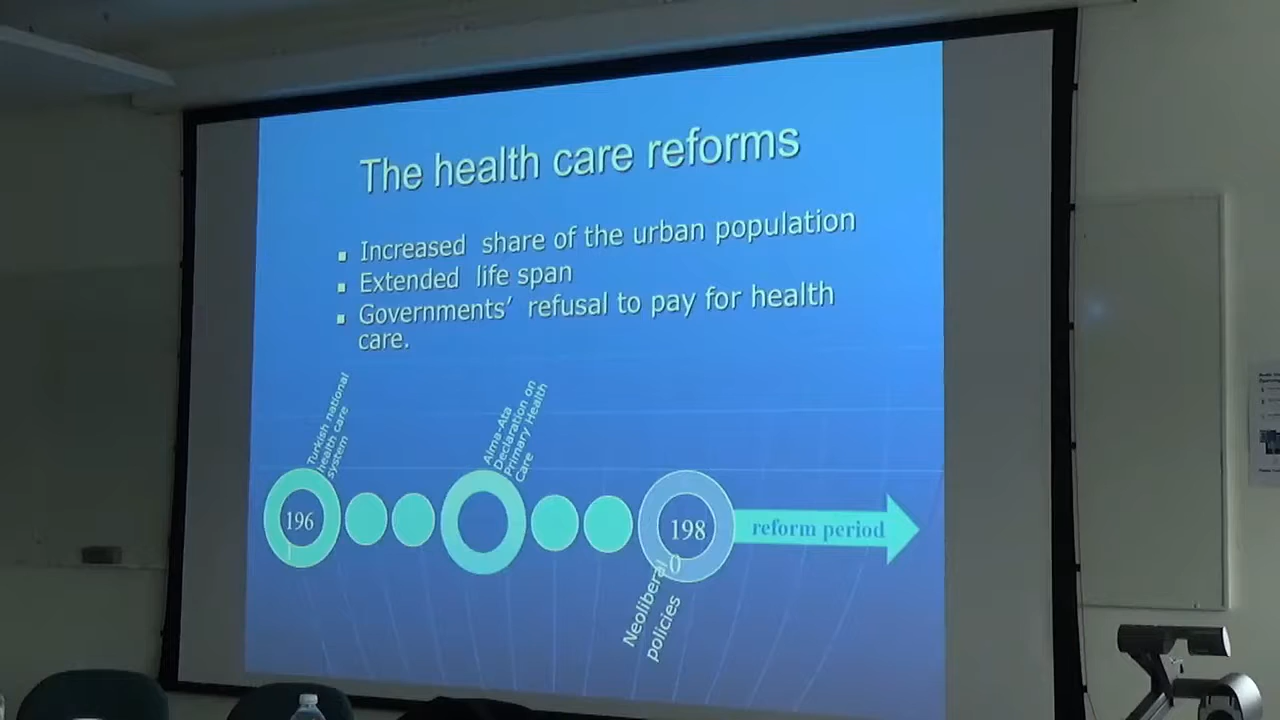 The health care reforms
Increased share of the urban population
Extended life span
Governments’ refusal to pay for health
care.
Turkish national
health care
system
Alma-Ata
Declaration on
Primary Health
Care
196
198
0
reform period
Neoliberal
policies